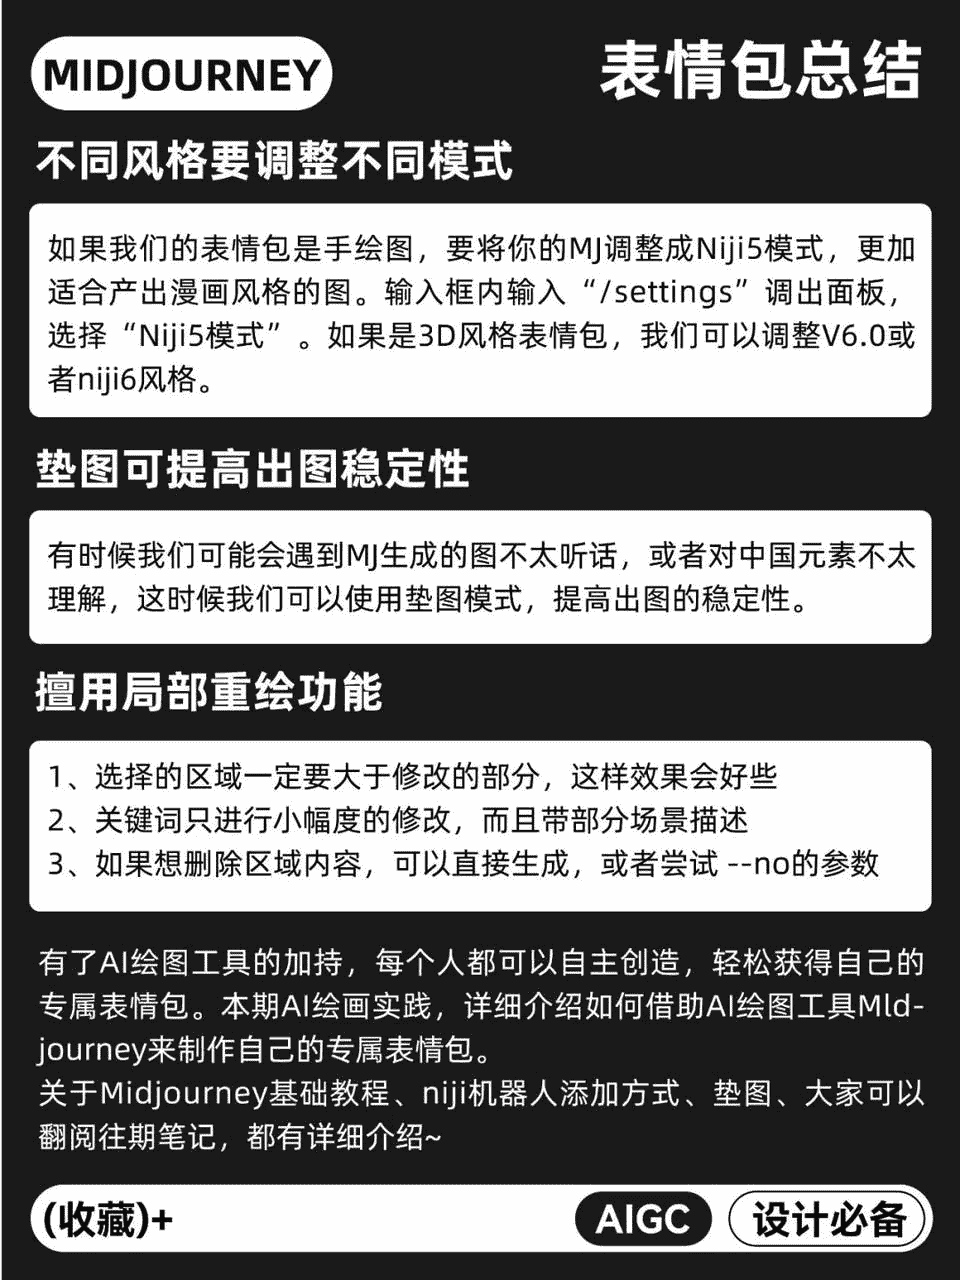 MIDJOURNEY
表情包总结
不同风格要调整不同模式
如果我们的表情包是手绘图，要将你的MJ调整成Niji5模式，更加
适合产出漫画风格的图。输入框内输入“/settings”调出面板，
选择“Niji5模式”。如果是3D风格表情包，我们可以调整V6.0或
者niji6风格。
垫图可提高出图稳定性
有时候我们可能会遇到MJ生成的图不太听话，或者对中国元素不太
理解，这时候我们可以使用垫图模式，提高出图的稳定性。
擅用局部重绘功能
1、选择的区域一定要大于修改的部分，这样效果会好些
2、关键词只进行小幅度的修改，而且带部分场景描述
3、如果想删除区域内容，可以直接生成，或者尝试 --no的参数
有了AI绘图工具的加持，每个人都可以自主创造，轻松获得自己的
专属表情包。本期AI绘画实践，详细介绍如何借助AI绘图工具MId-
journey来制作自己的专属表情包。
关于Midjourney基础教程、niji机器人添加方式、垫图、大家可以
翻阅往期笔记，都有详细介绍~
(收藏)+
AIGC
设计必备